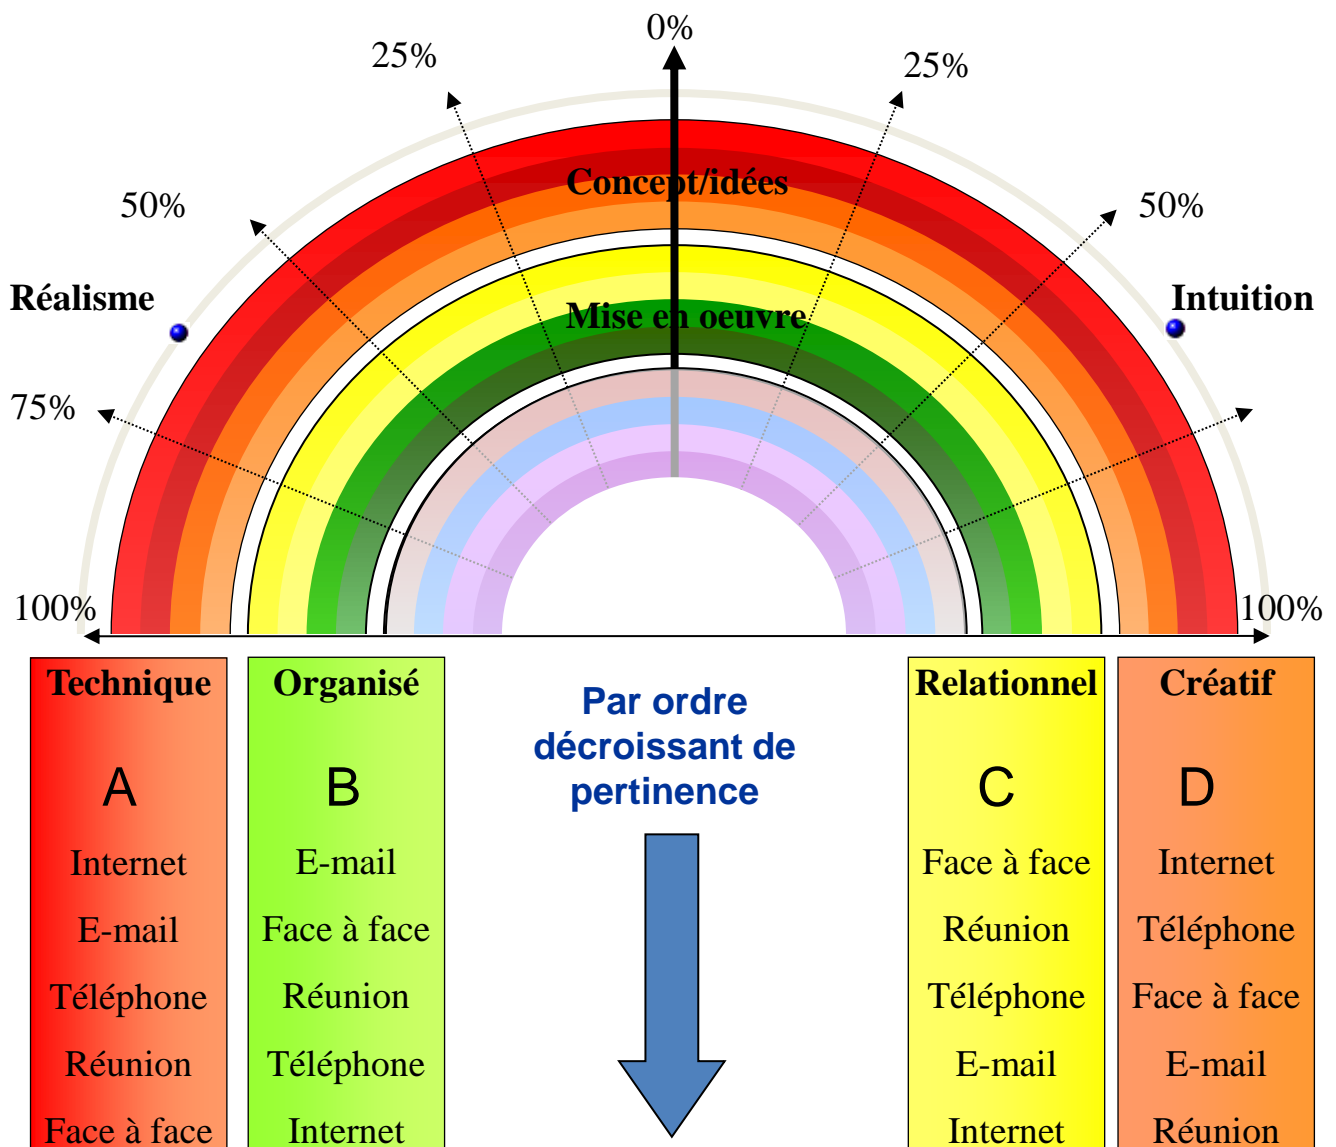 0%
25%
25%
50%
50%
Concept/idées
Réalisme
Intuition
Mise en oeuvre
75%
100%
100%
Technique
A
Internet
E-mail
Téléphone
Réunion
Face à face
Organisé
B
E-mail
Face à face
Réunion
Téléphone
Internet
Par ordre
décroissant de
pertinence
Relationnel
C
Face à face
Réunion
Téléphone
E-mail
Internet
Créatif
D
Internet
Téléphone
Face à face
E-mail
Réunion